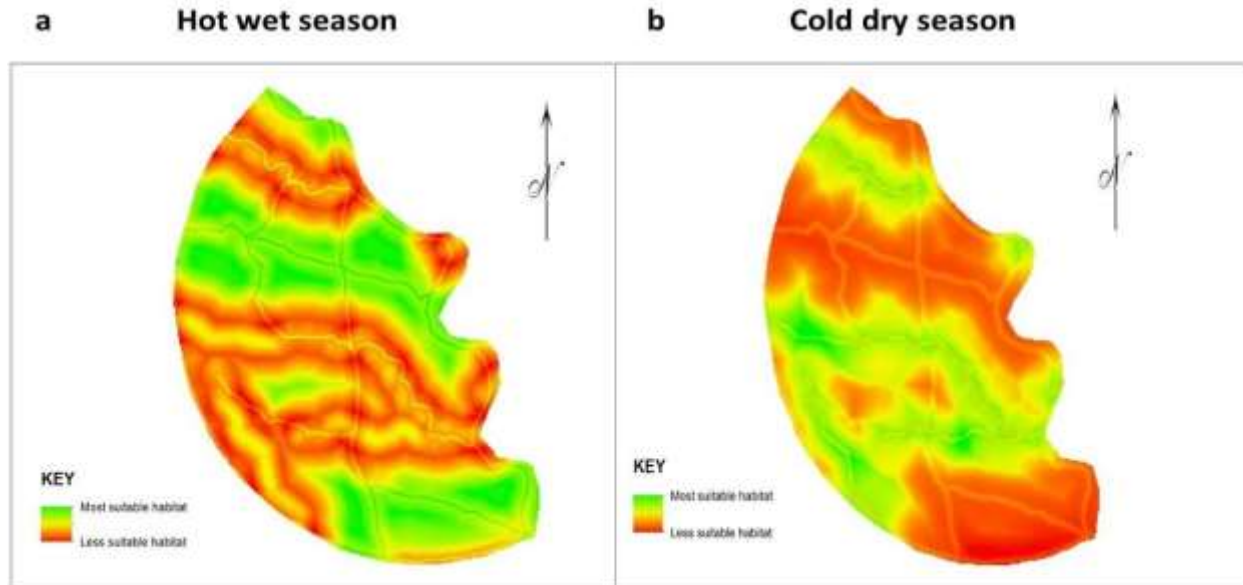 a Hot wet season
b Cold dry season
N
N
KEY
Most suitable habitat
Less suitable habitat
KEY
Most suitable habitat
Less suitable habitat